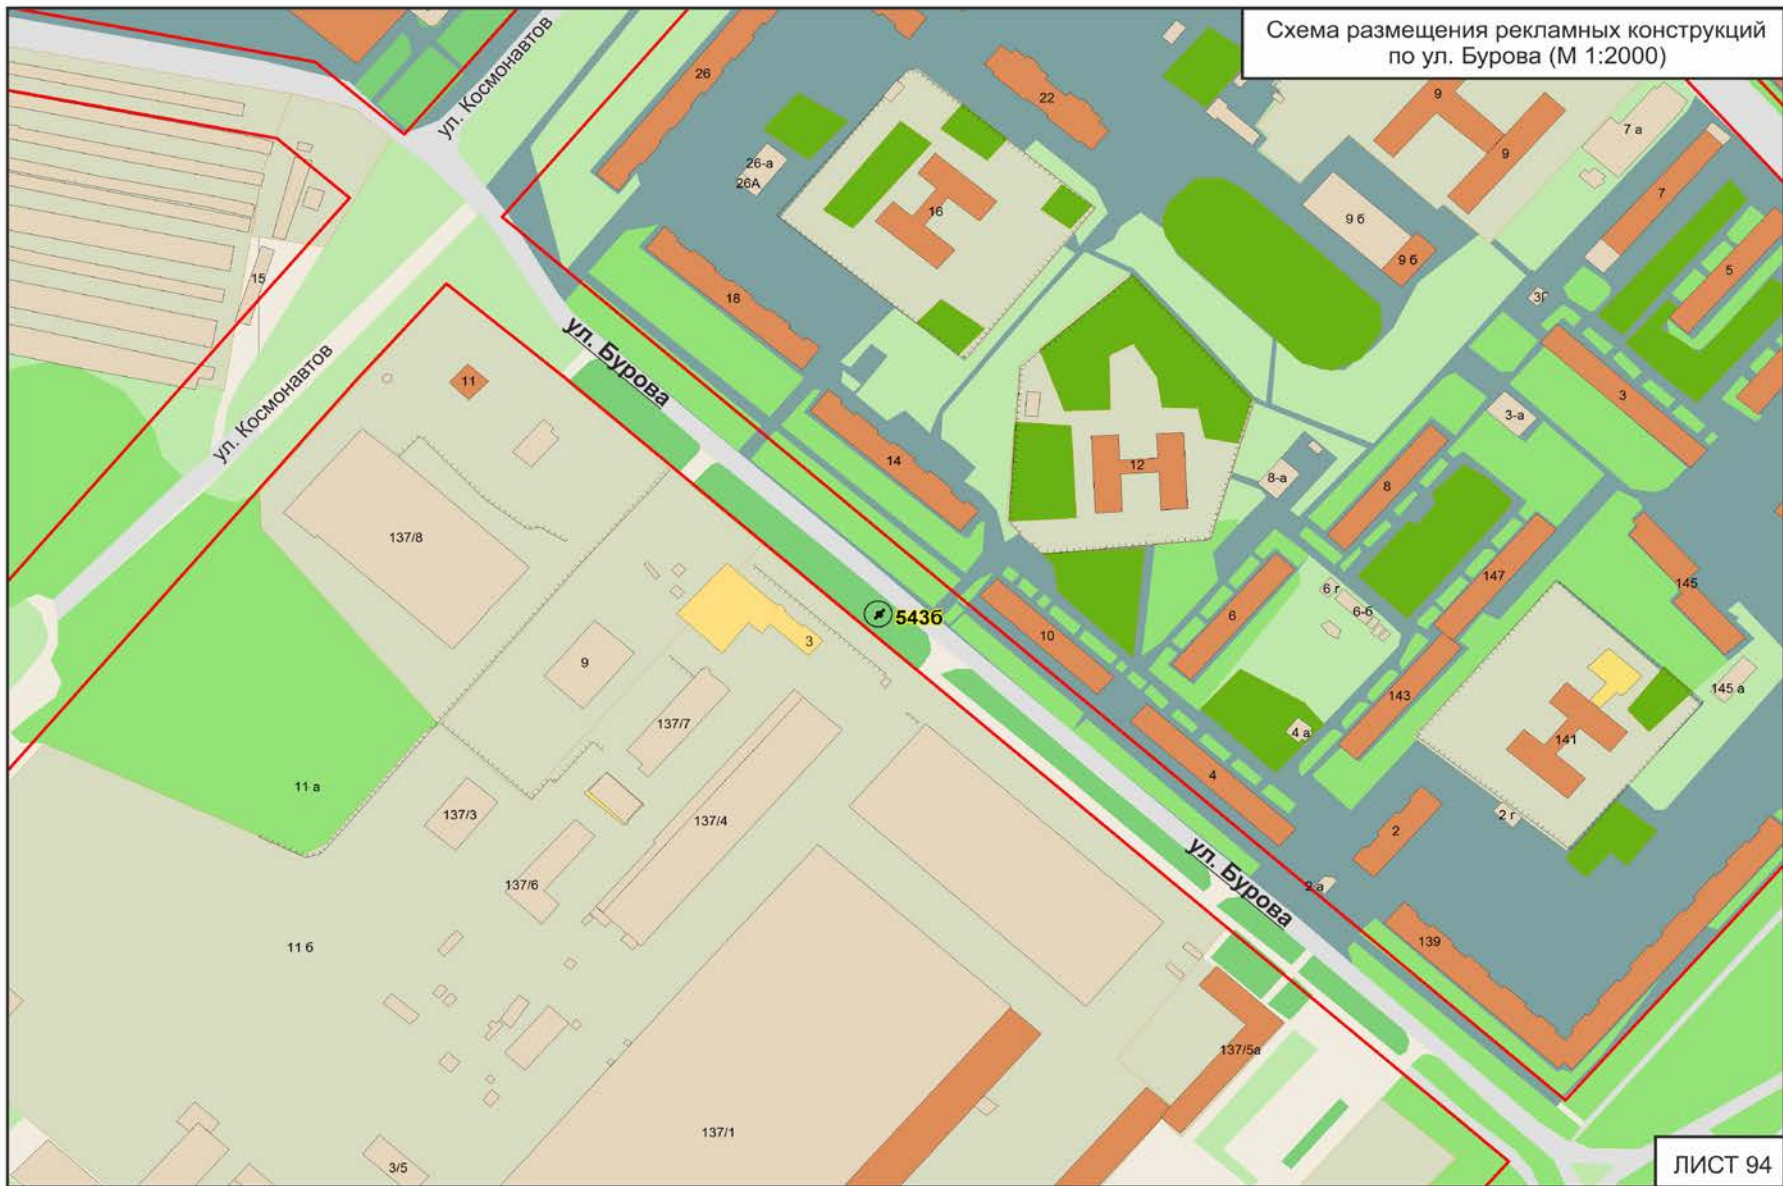 Схема размещения рекламных конструкций
по ул. Бурова (М 1:2000)
ул. Космонавтов
26
22
9
7 а
9
26-а
26А
16
9 б
7
9 б
5
15
18
3Г
ул. Бурова
ул. Космонавтов
11
3
3-а
14
12
8-а
8
137/8
147
145
6 г
6-б
543б
6
10
3
9
145 а
143
137/7
4 а
141
4
11 а
137/3
137/4
2 г
2
ул. Бурова
137/6
2 а
11 б
139
137/5а
137/1
3/5
ЛИСТ 94